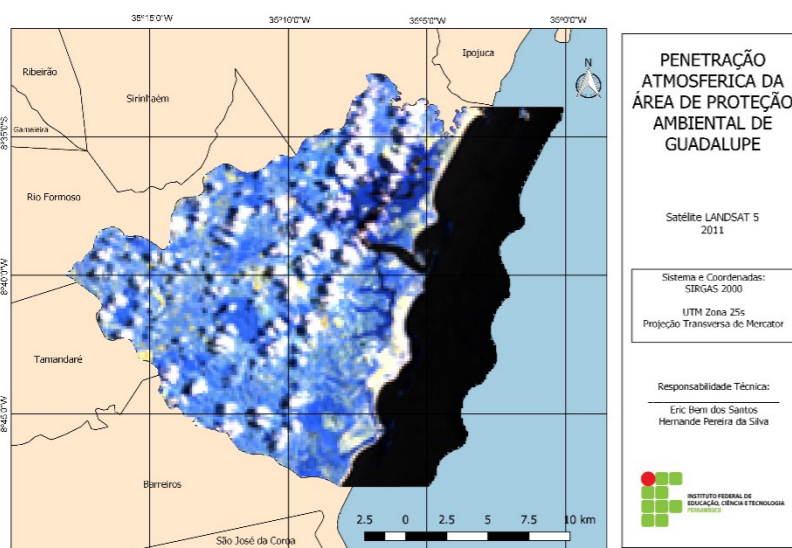 35°15'0"W
35°10'0"W
35°5'0"W
35°0'0"W
Ipojuca
N
Ribeirão
Sirinhaém
Gameleira
8°35'0"S
Rio Formoso
8°40'0"W
Tamandaré
8°45'0"W
Barreiros
São José da Coroa
2.5 0 2.5 5 7.5 10 km
PENETRAÇÃO
ATMOSFERICA DA
ÁREA DE PROTEÇÃO
AMBIENTAL DE
GUADALUPE
Satélite LANDSAT 5
2011
Sistema e Coordenadas:
SIRGAS 2000
UTM Zona 25s
Projeção Transversa de Mercator
Responsabilidade Técnica:
Eric Bem dos Santos
Hernande Pereira da Silva
INSTITUTO FEDERAL DE
EDUCAÇÃO, CIÊNCIA E TECNOLOGIA
PERNAMBUCO